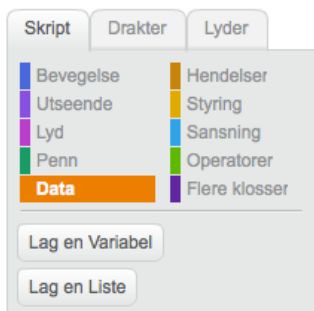 Skript Drakter Lyder
Bevegelse Hendelser
Utseende Styring
Lyd Sansning
Penn Operatorer
Data Flere klosser
Lag en Variabel
Lag en Liste